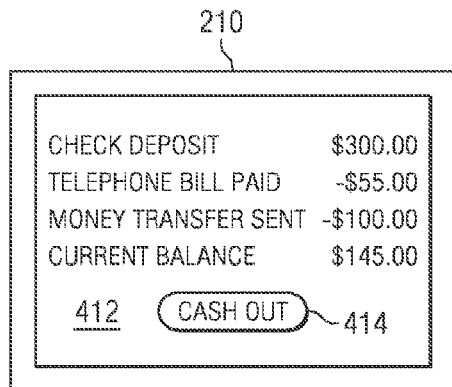 210
CHECK DEPOSIT $300.00
TELEPHONE BILL PAID -$55.00
MONEY TRANSFER SENT -$100.00
CURRENT BALANCE $145.00
412 CASH OUT 414